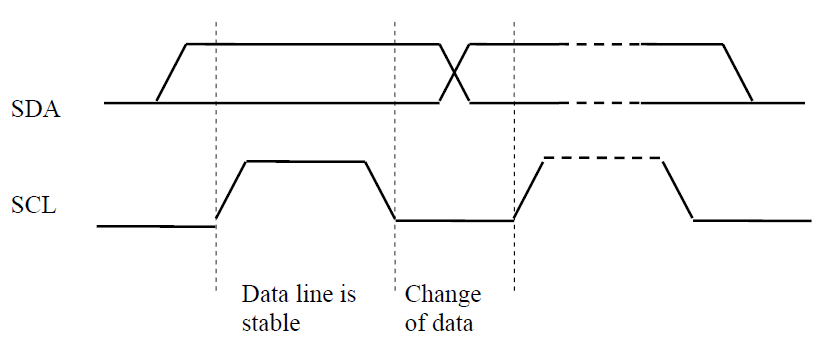 SDA
SCL
Data line is
stable
Change
of data